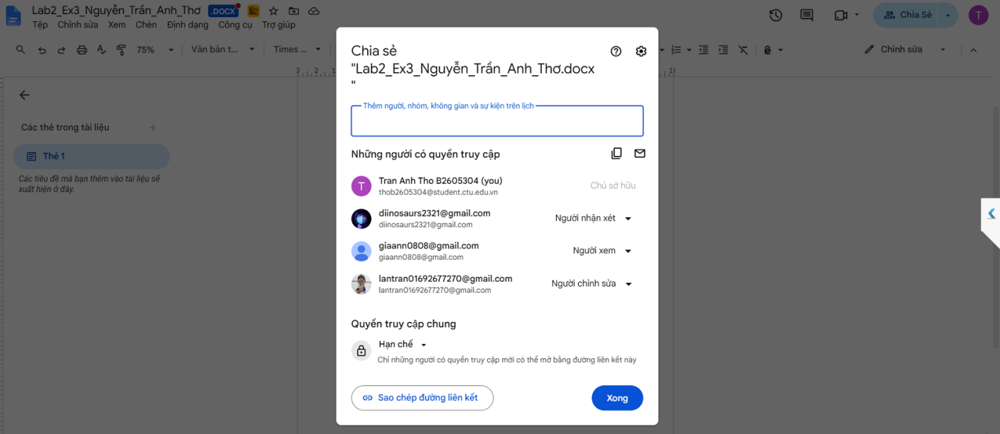 Lab2_Ex3_Nguyễn_Trần_Anh_Thơ .DOCX
Tệp Chỉnh sửa Xem Chèn Định dạng Công cụ Trợ giúp
Chia Sẻ
T
75% Văn bản t... Times ...
Chỉnh sửa
3 2 1
18
Các thẻ trong tài liệu
Thẻ 1
Các tiêu đề mà bạn thêm vào tài liệu sẽ
xuất hiện ở đây.
Chia sẻ
"Lab2_Ex3_Nguyễn_Trần_Anh_Thơ.docx
"
Thêm người, nhóm, không gian và sự kiện trên lịch
Những người có quyền truy cập
T
Tran Anh Tho B2605304 (you)
thob2605304@student.ctu.edu.vn
Chủ sở hữu
diinosaurs2321@gmail.com
diinosaurs2321@gmail.com
Người nhận xét
giaann0808@gmail.com
giaann0808@gmail.com
Người xem
lantran01692677270@gmail.com
lantran01692677270@gmail.com
Người chỉnh sửa
Quyền truy cập chung
Hạn chế
Chỉ những người có quyền truy cập mới có thể mở bằng đường liên kết này
Sao chép đường liên kết
Xong